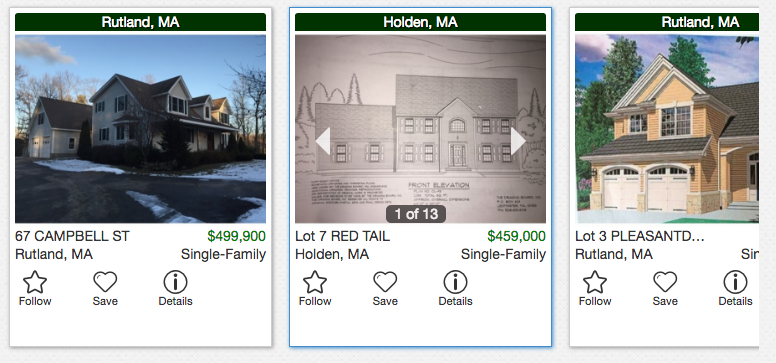 Rutland, MA
67 CAMPBELL ST $499,900
Rutland, MA Single-Family
Follow Save Details
Holden, MA
FRONT ELEVATION
1 of 13
Lot 7 RED TAIL $459,000
Holden, MA Single-Family
Follow Save Details
Rutland, MA
Lot 3 PLEASANTD...
Rutland, MA Sin
Follow Save Details